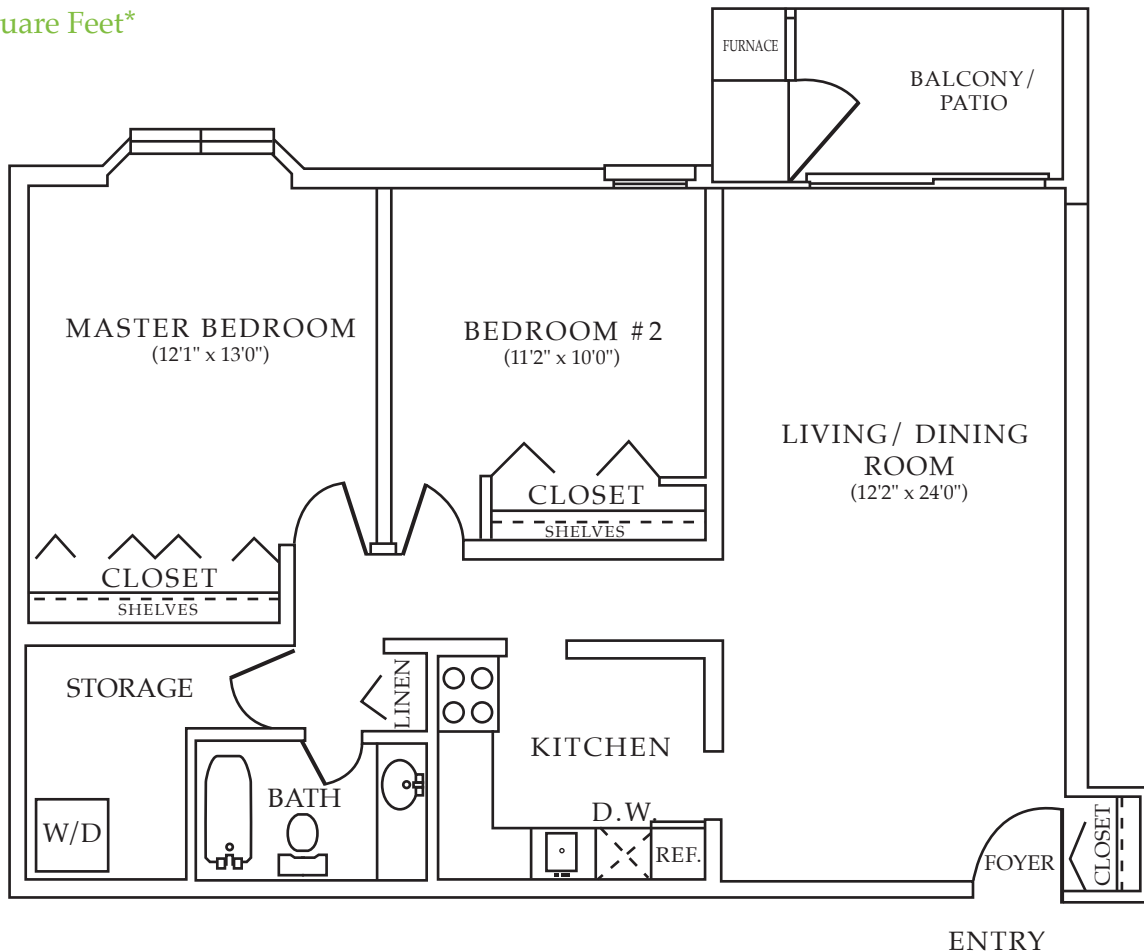 uare Feet*
FURNACE
BALCONY/
PATIO
MASTER BEDROOM
(12'1" x 13'0")
BEDROOM #2
(11'2" x 10'0")
LIVING/ DINING
ROOM
(12'2" x 24'0")
CLOSET
SHELVES
CLOSET
SHELVES
STORAGE
LINEN
KITCHEN
BATH
W/D
D.W.
REF.
FOYER
CLOSET
ENTRY